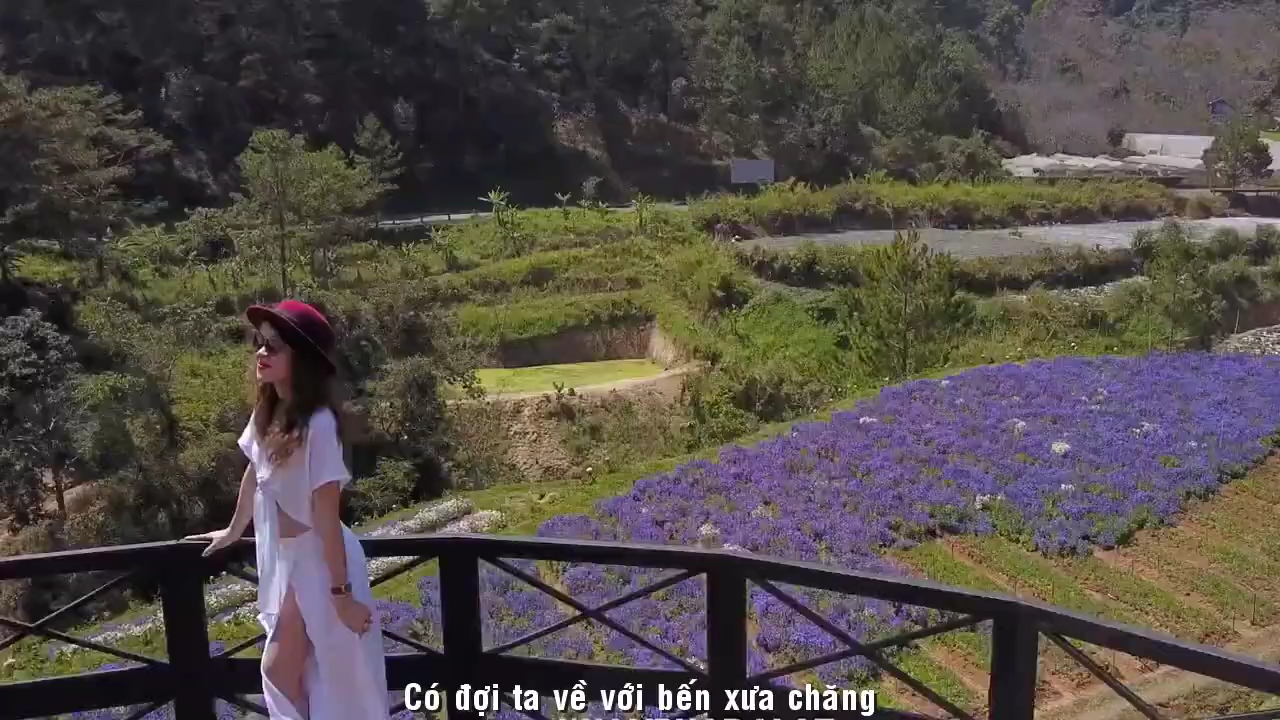 Có đợi ta về với bến xưa chăng